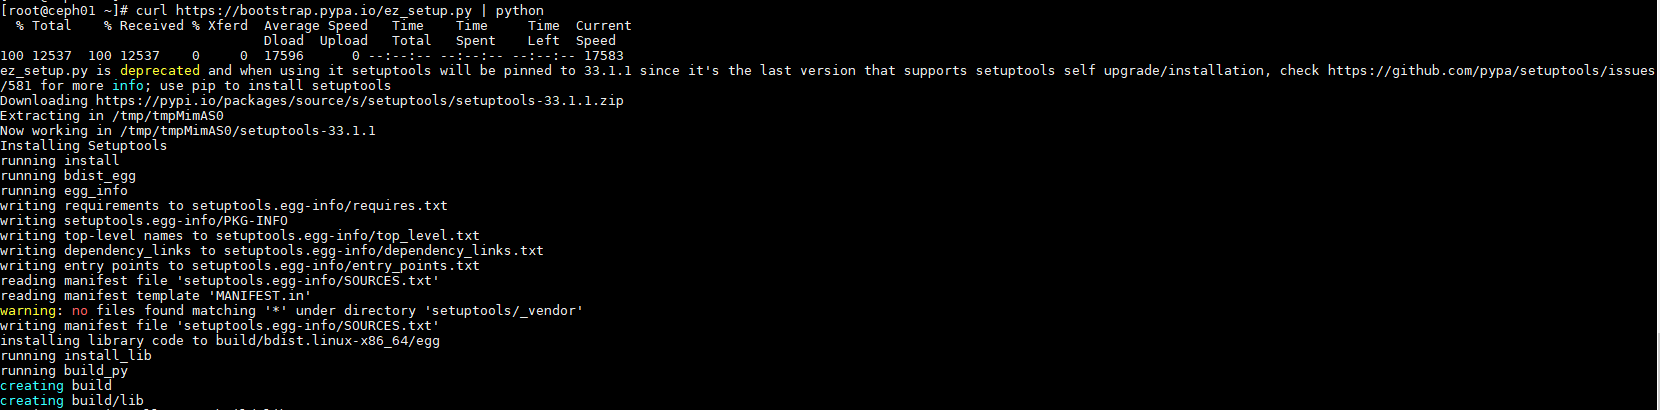 [root@ceph01 ~]# curl https://bootstrap.pypa.io/ez_setup.py | python
  % Total    % Received % Xferd  Average Speed   Time    Time     Time  Current
                                 Dload  Upload   Total   Spent    Left  Speed
100 12537  100 12537    0     0  17596      0 --:--:-- --:--:-- --:--:-- 17583
ez_setup.py is deprecated and when using it setuptools will be pinned to 33.1.1 since it's the last version that supports setuptools self upgrade/installation, check https://github.com/pypa/setuptools/issues
/581 for more info; use pip to install setuptools
Downloading https://pypi.io/packages/source/s/setuptools/setuptools-33.1.1.zip
Extracting in /tmp/tmpMimAS0
Now working in /tmp/tmpMimAS0/setuptools-33.1.1
Installing Setuptools
running install
running bdist_egg
running egg_info
writing requirements to setuptools.egg-info/requires.txt
writing setuptools.egg-info/PKG-INFO
writing top-level names to setuptools.egg-info/top_level.txt
writing dependency_links to setuptools.egg-info/dependency_links.txt
writing entry points to setuptools.egg-info/entry_points.txt
reading manifest file 'setuptools.egg-info/SOURCES.txt'
reading manifest template 'MANIFEST.in'
warning: no files found matching '*' under directory 'setuptools/_vendor'
writing manifest file 'setuptools.egg-info/SOURCES.txt'
installing library code to build/bdist.linux-x86_64/egg
running install_lib
running build_py
creating build
creating build/lib